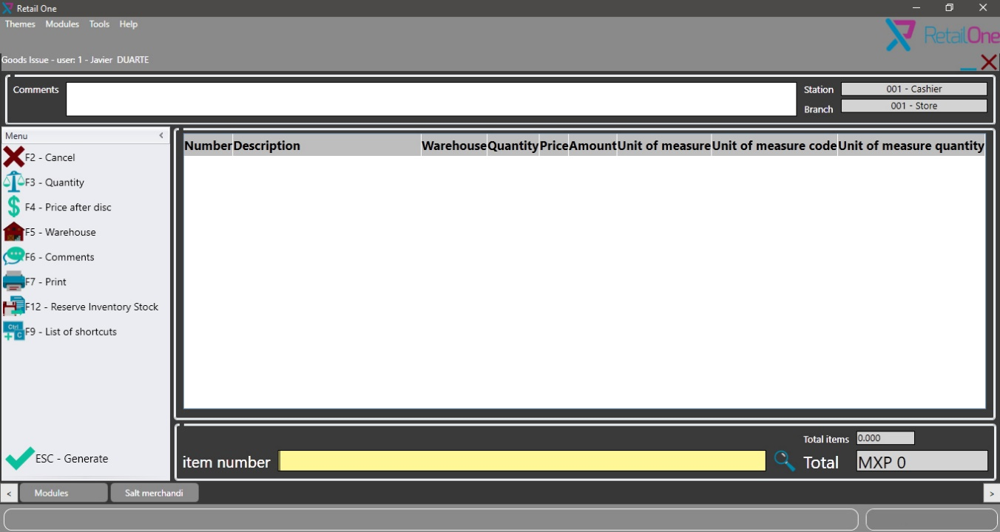 Retail One
Themes Modules Tools Help
RetailOne
Goods Issue - user: 1 - Javier DUARTE
Comments
Station 001 - Cashier
Branch 001 - Store
Menu <
F2 - Cancel
F3 - Quantity
F4 - Price after disc
F5 - Warehouse
F6 - Comments
F7 - Print
F12 - Reserve Inventory Stock
Ctrl + C
F9 - List of shortcuts
ESC - Generate
Number Description Warehouse Quantity Price Amount Unit of measure Unit of measure code Unit of measure quantity
Total items 0.000
item number
Total MXP 0
< Modules Salt merchandi >